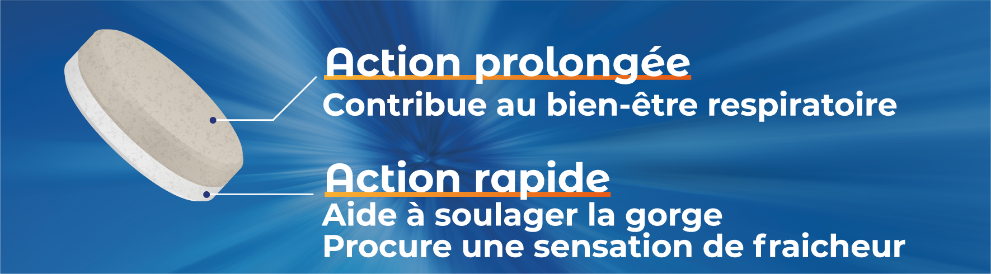 Action prolongée
Contribue au bien-être respiratoire
Action rapide
Aide à soulager la gorge
Procure une sensation de fraicheur